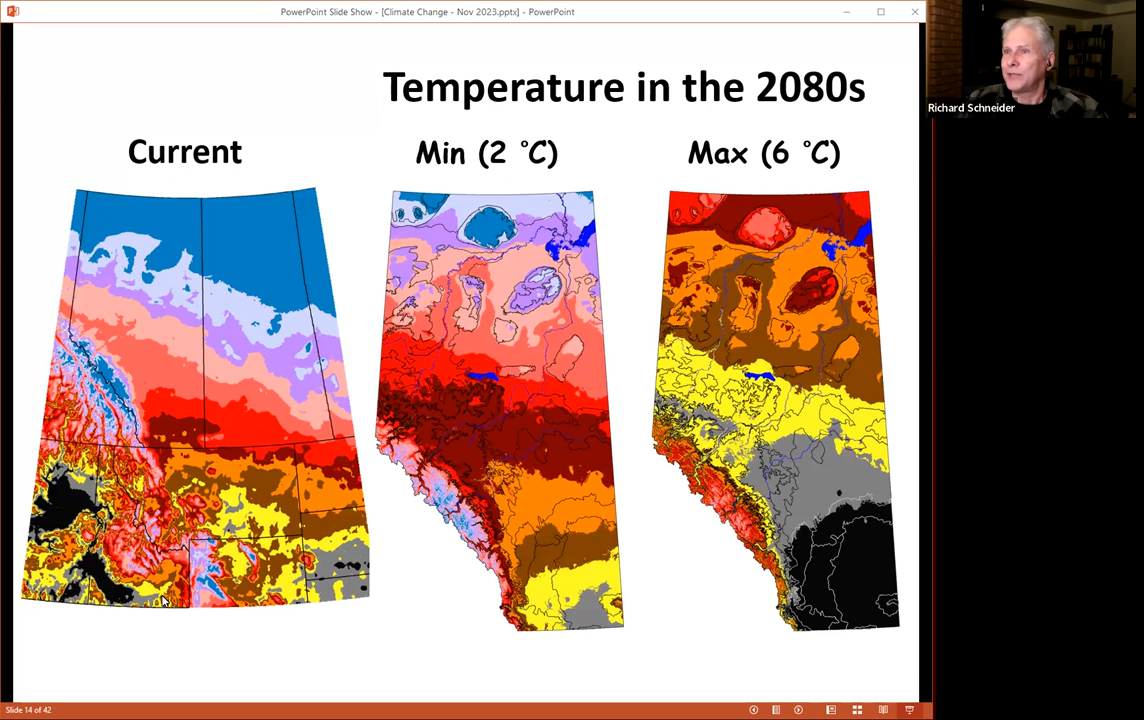 PowerPoint Slide Show - [Climate Change - Nov 2023.pptx] - PowerPoint
Richard Schneider
Temperature in the 2080s
Current
Min (2 °C)
Max (6 °C)
Slide 14 of 42